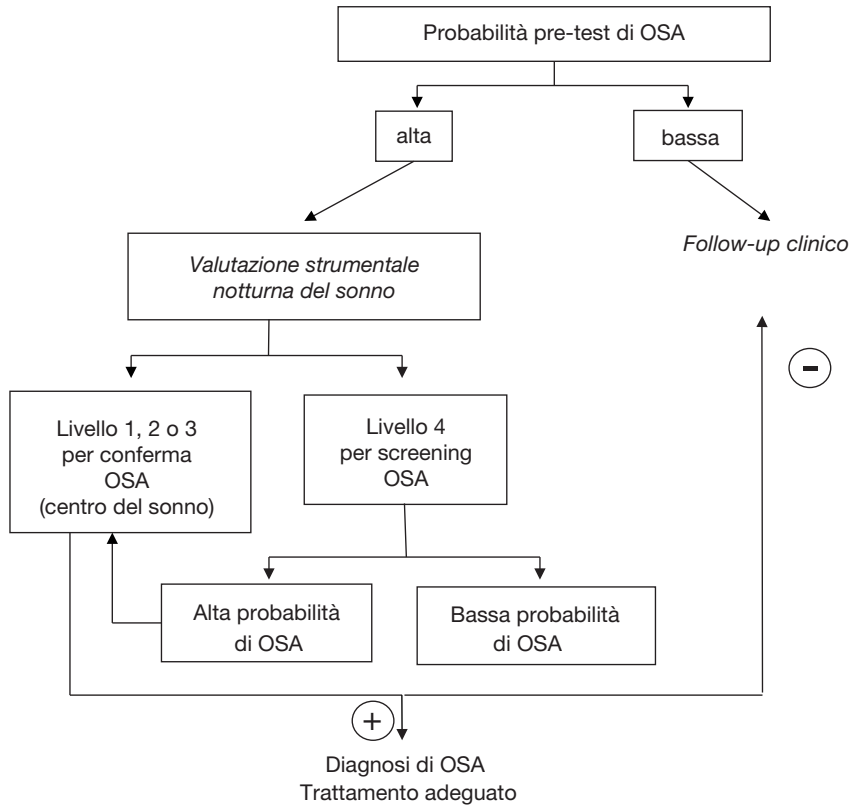 Probabilità pre-test di OSA
alta
bassa
Valutazione strumentale
notturna del sonno
Follow-up clinico
Livello 1, 2 o 3
per conferma
OSA
(centro del sonno)
Livello 4
per screening
OSA
Alta probabilità
di OSA
Bassa probabilità
di OSA
+
-
Diagnosi di OSA
Trattamento adeguato